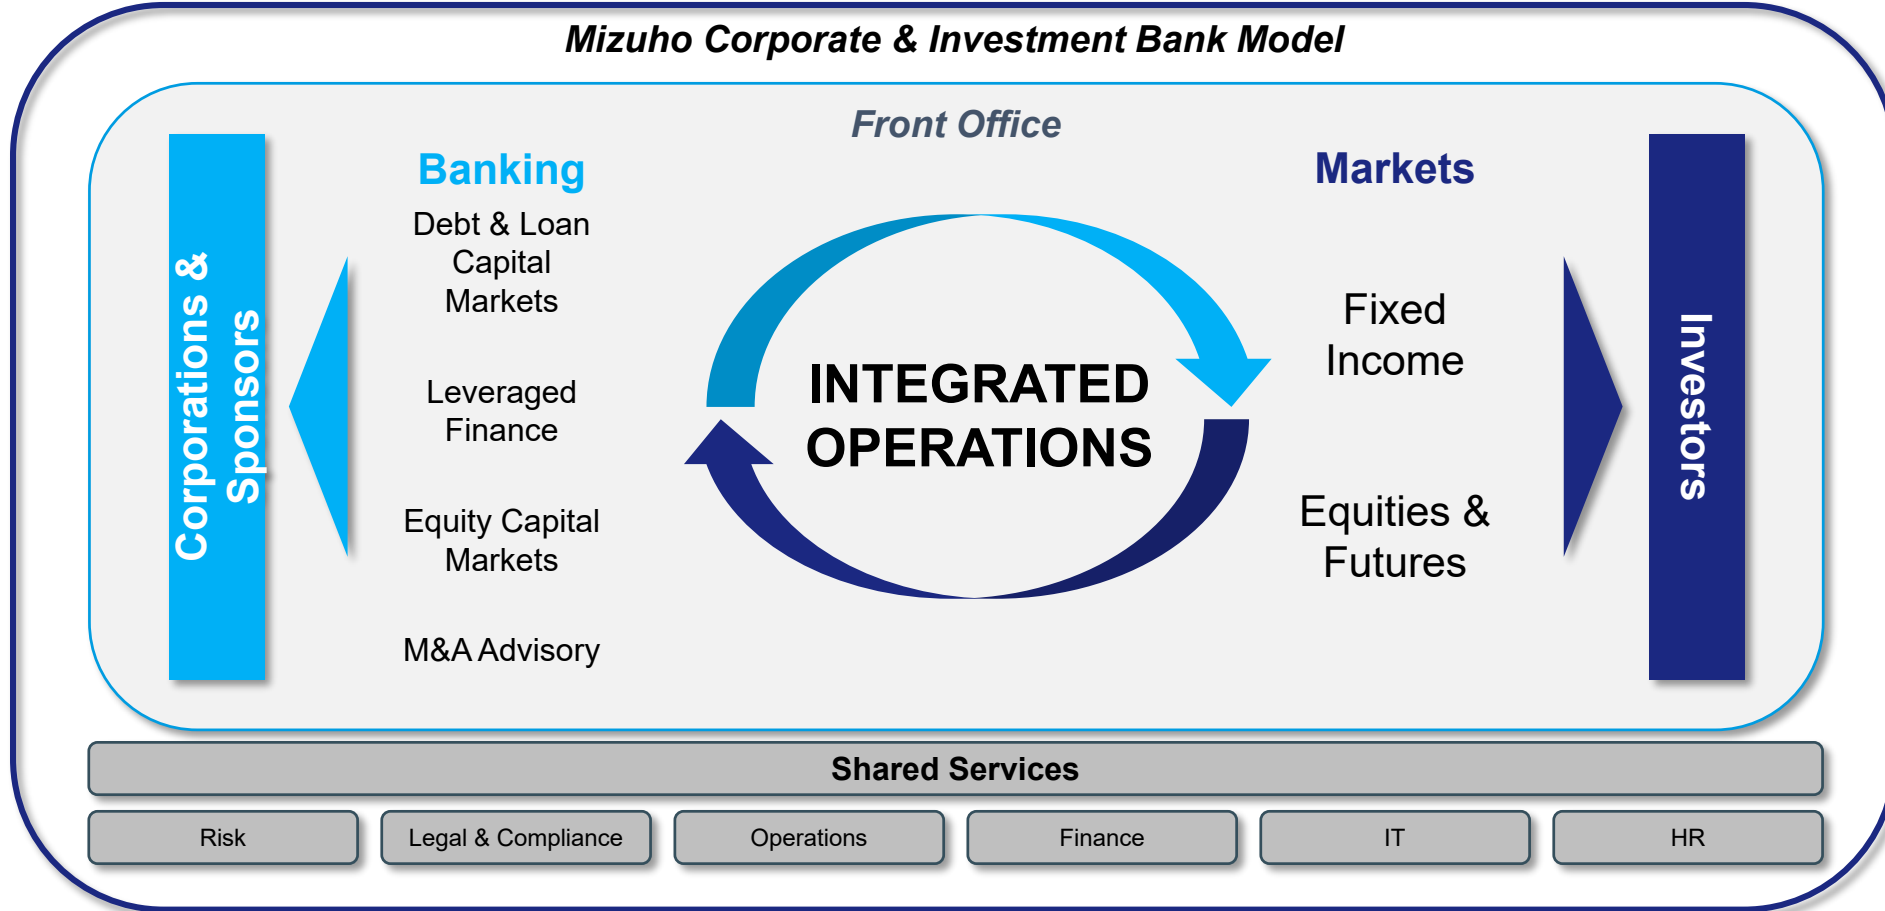 Mizuho Corporate & Investment Bank Model
Front Office
Corporations &
Sponsors
Banking
Debt & Loan
Capital
Markets
Leveraged
Finance
Equity Capital
Markets
M&A Advisory
INTEGRATED
OPERATIONS
Markets
Fixed
Income
Equities &
Futures
Investors
Shared Services
Risk
Legal & Compliance
Operations
Finance
IT
HR